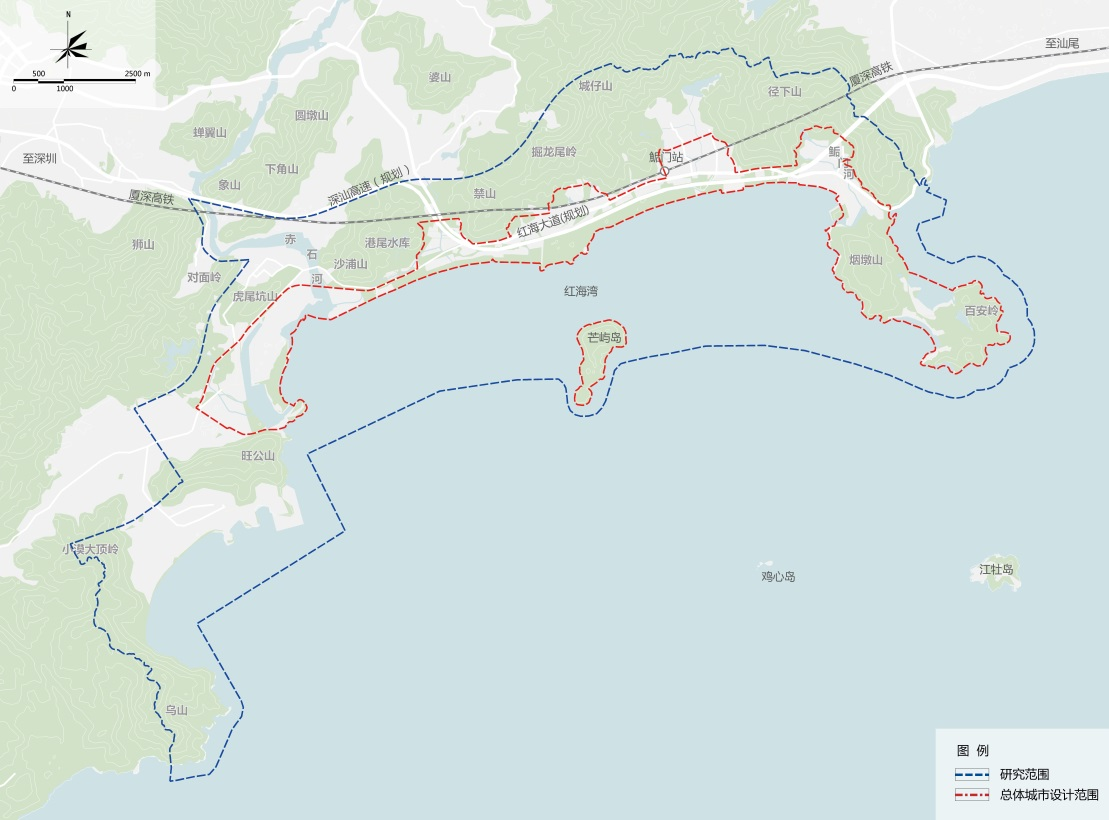 N
500
2500 m
0
1000
至汕尾
婆山
城仔山
厦深高铁
径下山
圆墩山
蝉翼山
掘龙尾岭
鮜门站
鮜
门
河
至深圳
下角山
象山
深汕高速（规划）
禁山
厦深高铁
红海大道(规划)
狮山
赤
石
河
港尾水库
沙浦山
烟墩山
对面岭
虎尾坑山
红海湾
百安岭
芒屿岛
旺公山
小漠大顶岭
鸡心岛
江牡岛
乌山
图 例
研究范围
总体城市设计范围